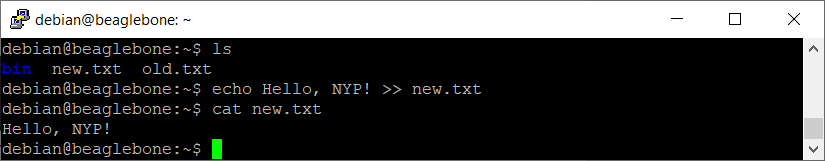 debian@beaglebone: ~
debian@beaglebone:~$ ls
bin  new.txt  old.txt
debian@beaglebone:~$ echo Hello, NYP! >> new.txt
debian@beaglebone:~$ cat new.txt
Hello, NYP!
debian@beaglebone:~$